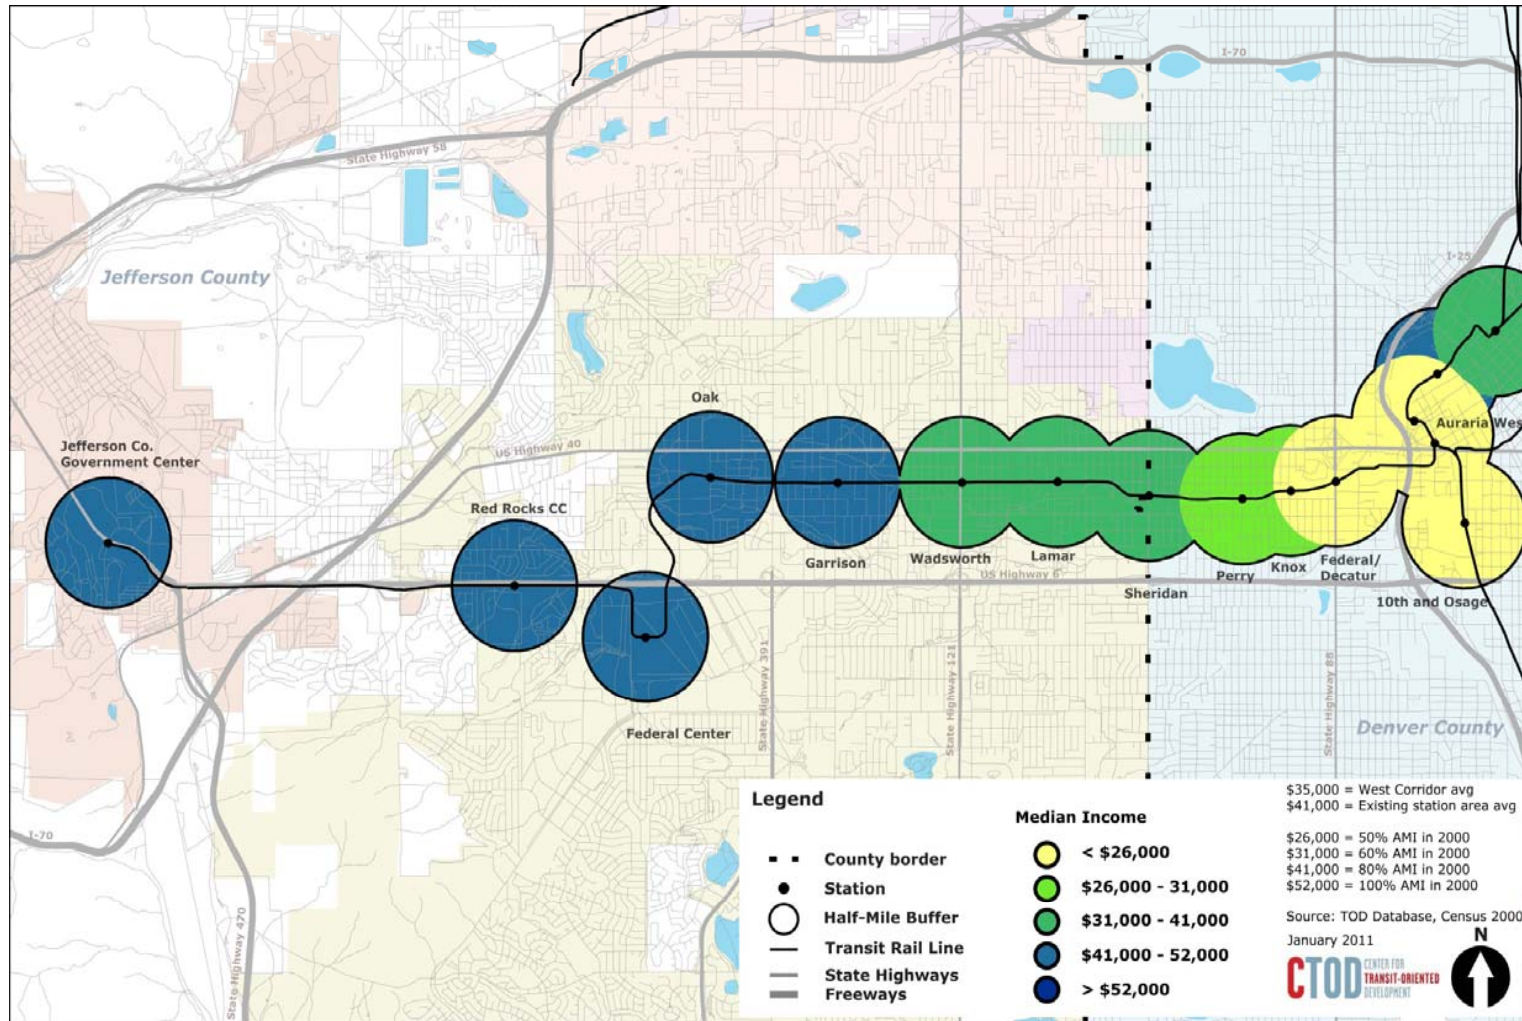 I-70
State Highway 58
Jefferson County
I-25
Oak
Jefferson Co.
Government Center
US Highway 40
Auraria Wes
Red Rocks CC
Garrison
Wadsworth
Lamar
Sheridan
Perry
Knox
Federal/
Decatur
US Highway 6
10th and Osage
Federal Center
State Highway 391
State Highway 121
State Highway 88
Denver County
I-70
State Highway 470
Legend
County border
Station
Half-Mile Buffer
Transit Rail Line
State Highways
Freeways
Median Income
< $26,000
$26,000 - 31,000
$31,000 - 41,000
$41,000 - 52,000
> $52,000
$35,000 = West Corridor avg
$41,000 = Existing station area avg
$26,000 = 50% AMI in 2000
$31,000 = 60% AMI in 2000
$41,000 = 80% AMI in 2000
$52,000 = 100% AMI in 2000
Source: TOD Database, Census 2000
January 2011
N
CTOD CENTER FOR
TRANSIT-ORIENTED
DEVELOPMENT